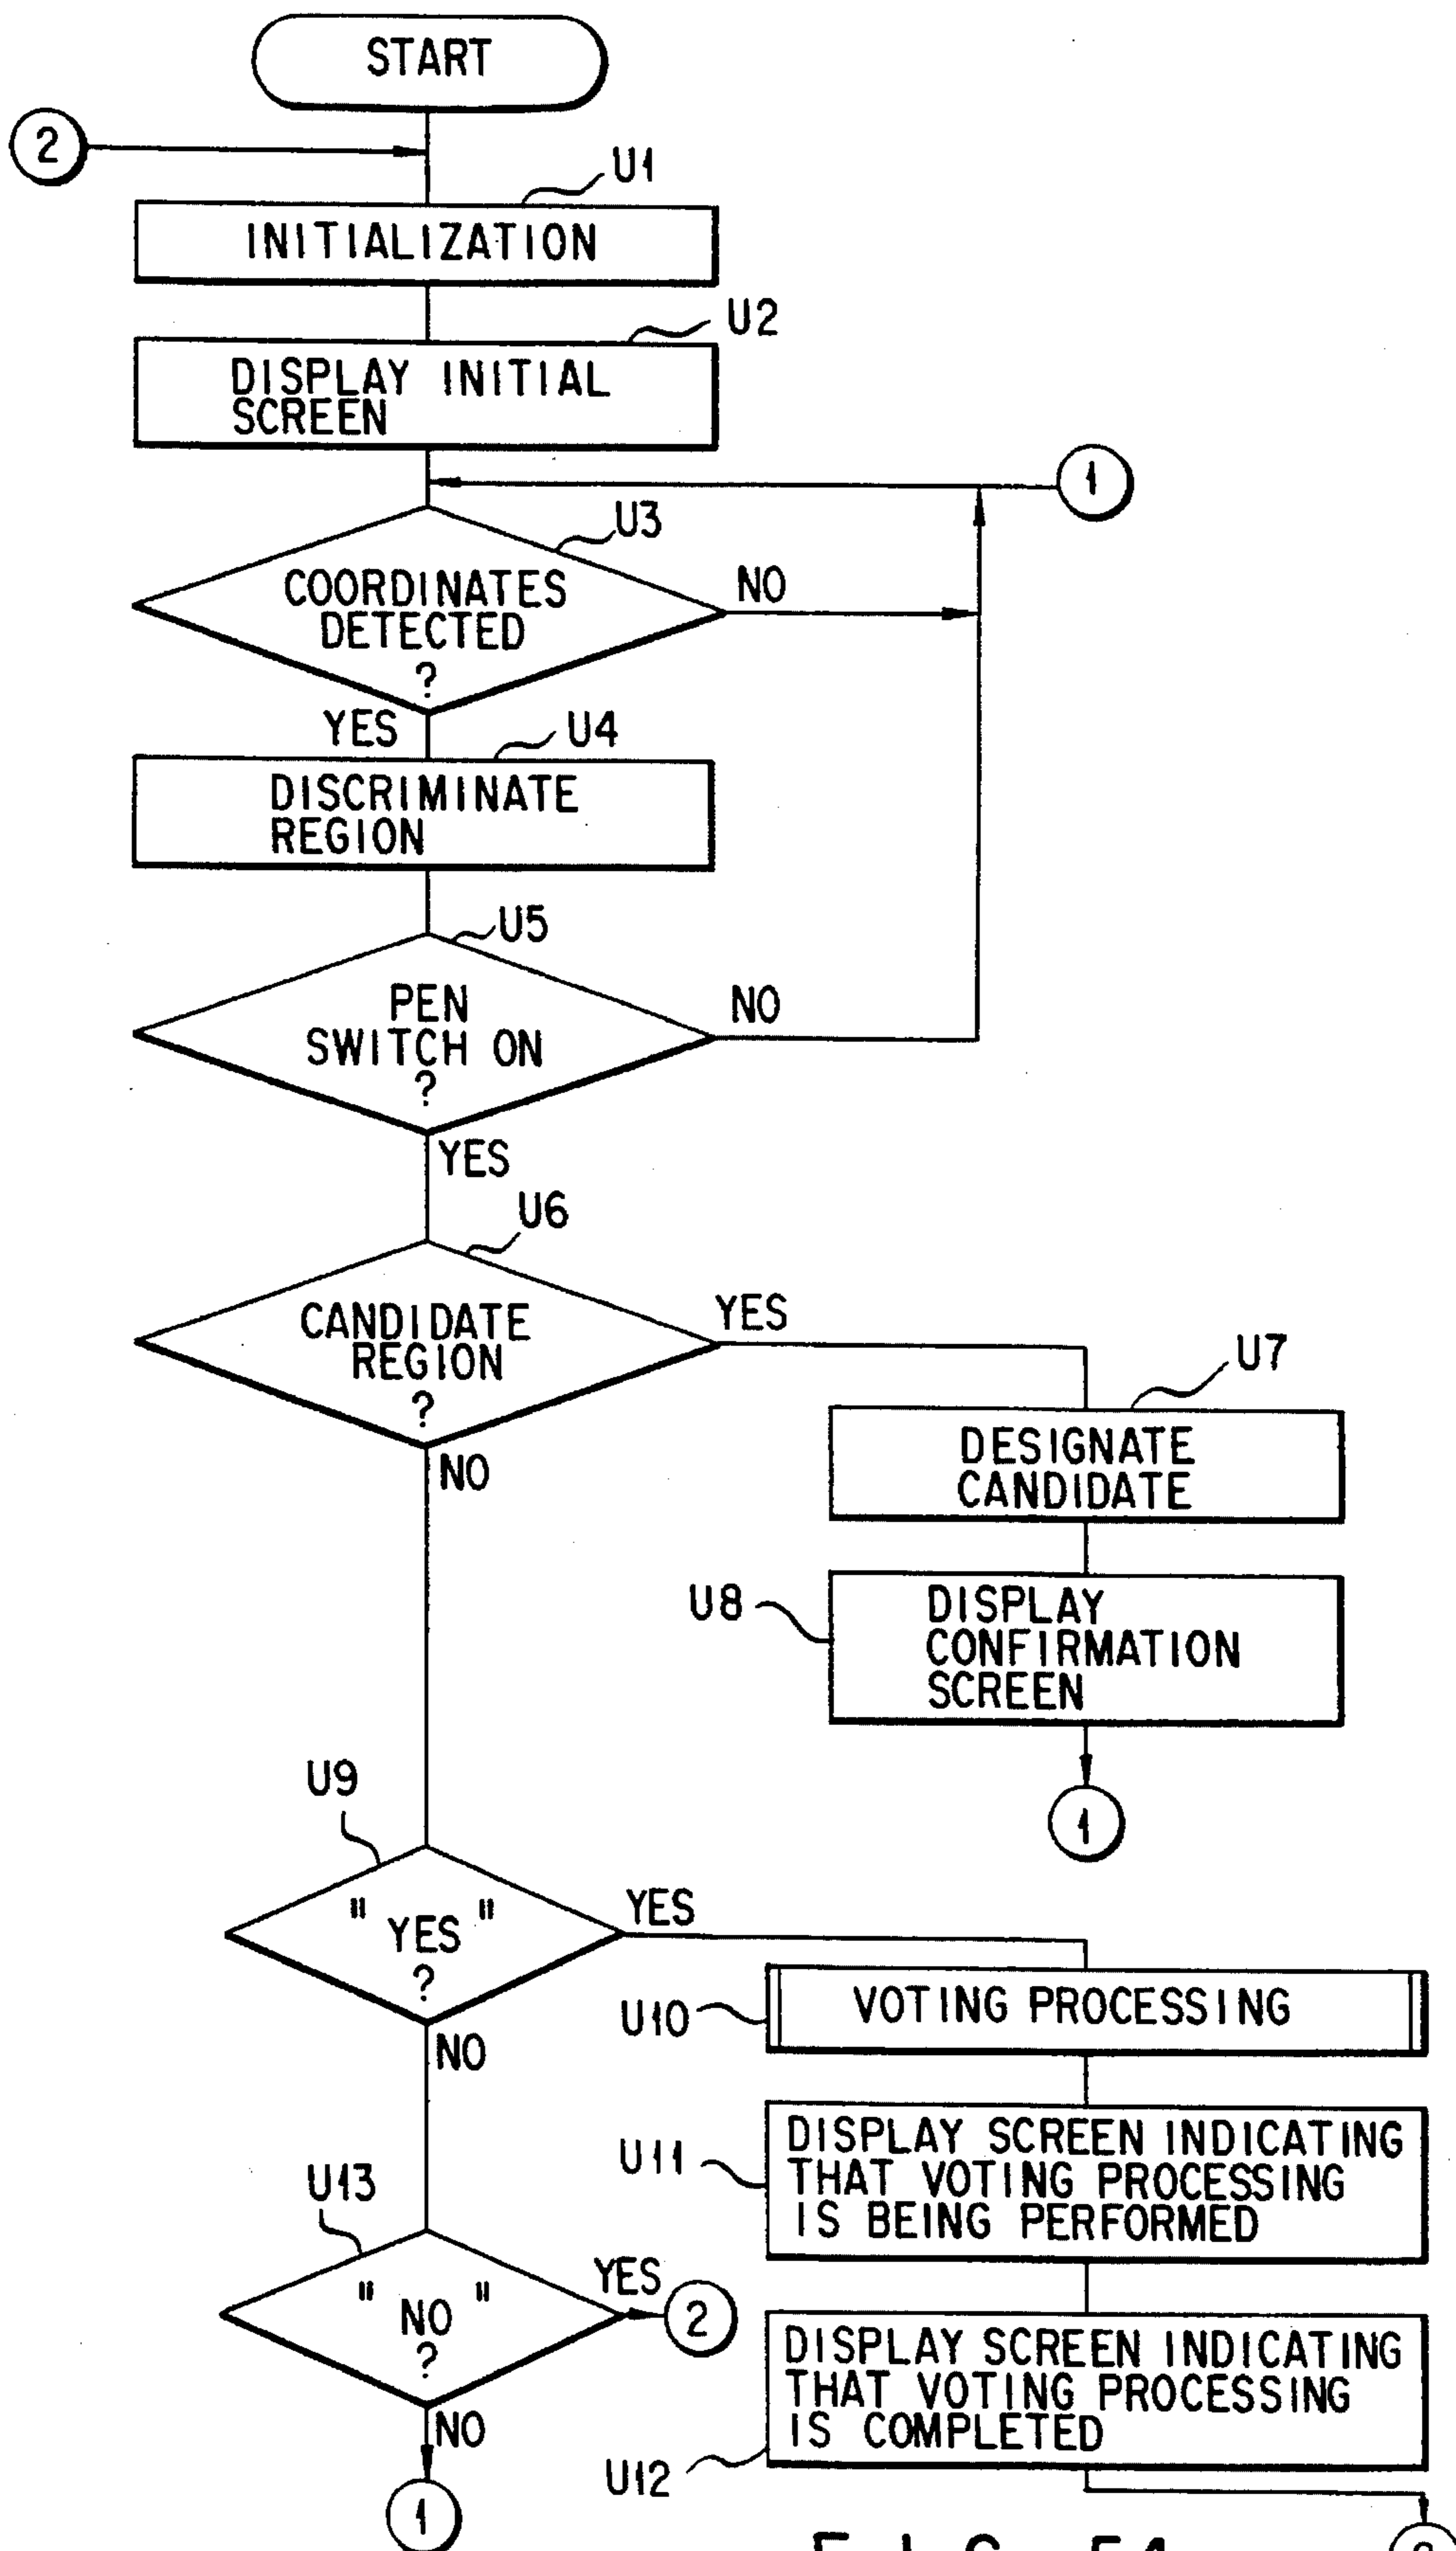 START
2
U1
INITIALIZATION
U2
DISPLAY INITIAL
SCREEN
1
U3
COORDINATES
DETECTED
?
NO
YES
U4
DISCRIMINATE
REGION
U5
PEN
SWITCH ON
?
NO
YES
U6
CANDIDATE
REGION
?
YES
NO
U7
DESIGNATE
CANDIDATE
U8
DISPLAY
CONFIRMATION
SCREEN
1
U9
" YES "
?
YES
NO
U10
VOTING PROCESSING
U11
DISPLAY SCREEN INDICATING
THAT VOTING PROCESSING
IS BEING PERFORMED
U13
" NO "
?
YES
2
NO
1
U12
DISPLAY SCREEN INDICATING
THAT VOTING PROCESSING
IS COMPLETED